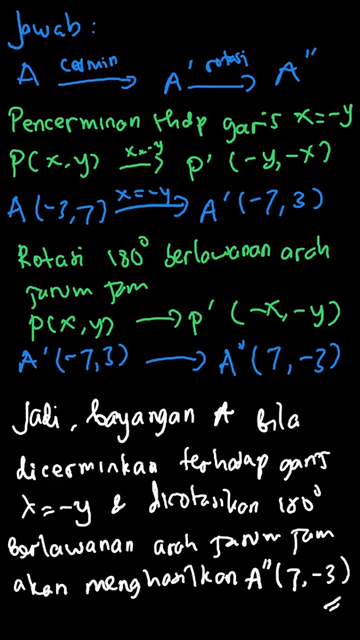 Jawab :
A cermin → A' rotasi → A''
Pencerminan thdp garis x=-y
P(x,y) x=-y → P' (-y,-x)
A(-3,7) x=-y → A'(-7,3)
Rotasi 180° berlawanan arah
jarum jam
P(x,y) → P' (-x,-y)
A'(-7,3) → A''(7,-3)
Jadi, bayangan A bila
dicerminkan terhadap garis
x=-y & dirotasikan 180°
berlawanan arah jarum jam
akan menghasilkan A''(7,-3)